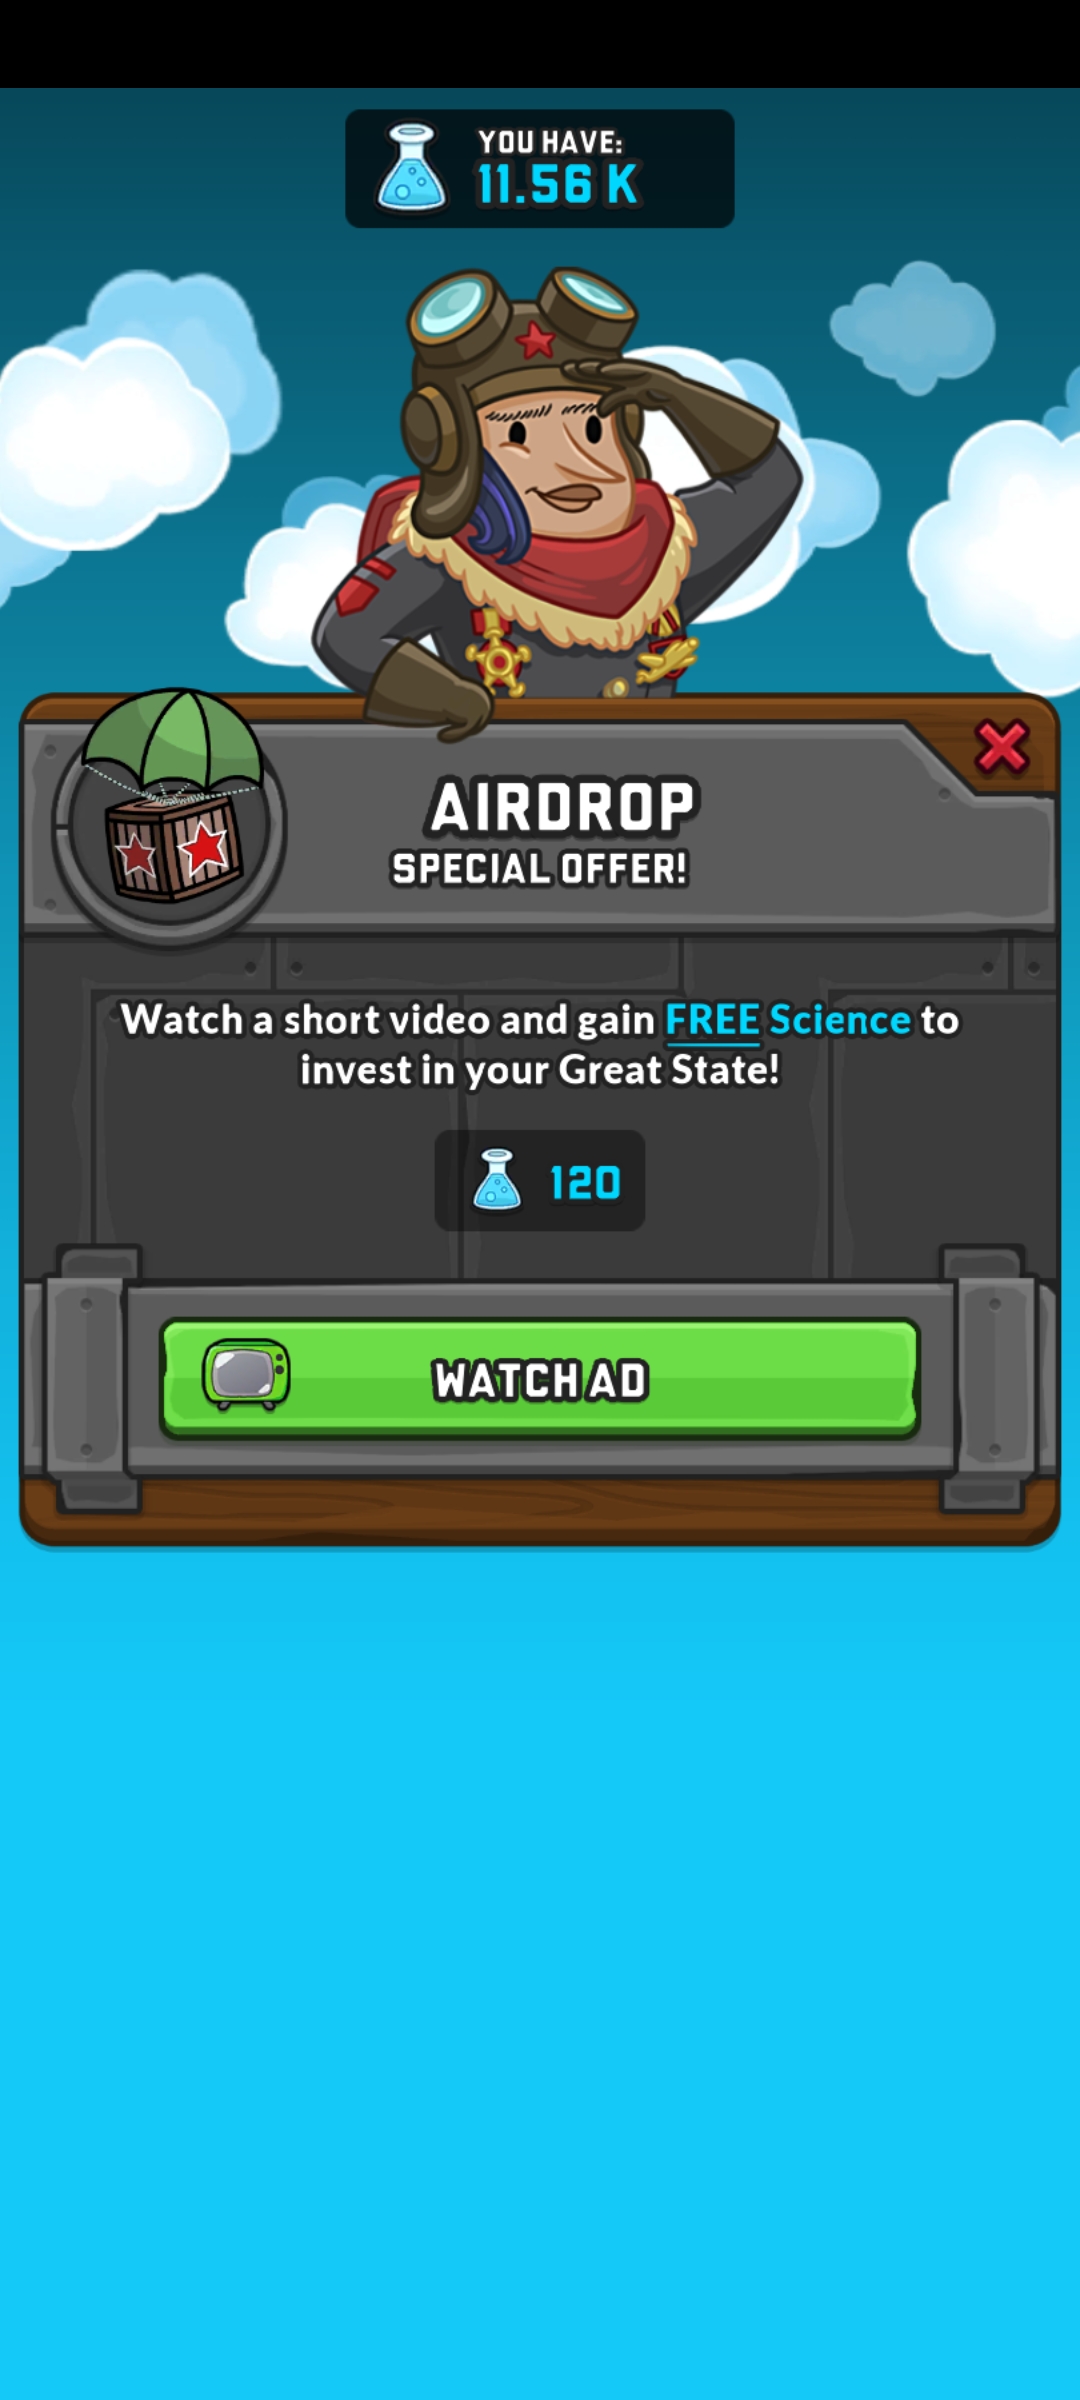 YOU HAVE:
11.56 K
AIRDROP
SPECIAL OFFER!
Watch a short video and gain FREE Science to
invest in your Great State!
120
WATCH AD